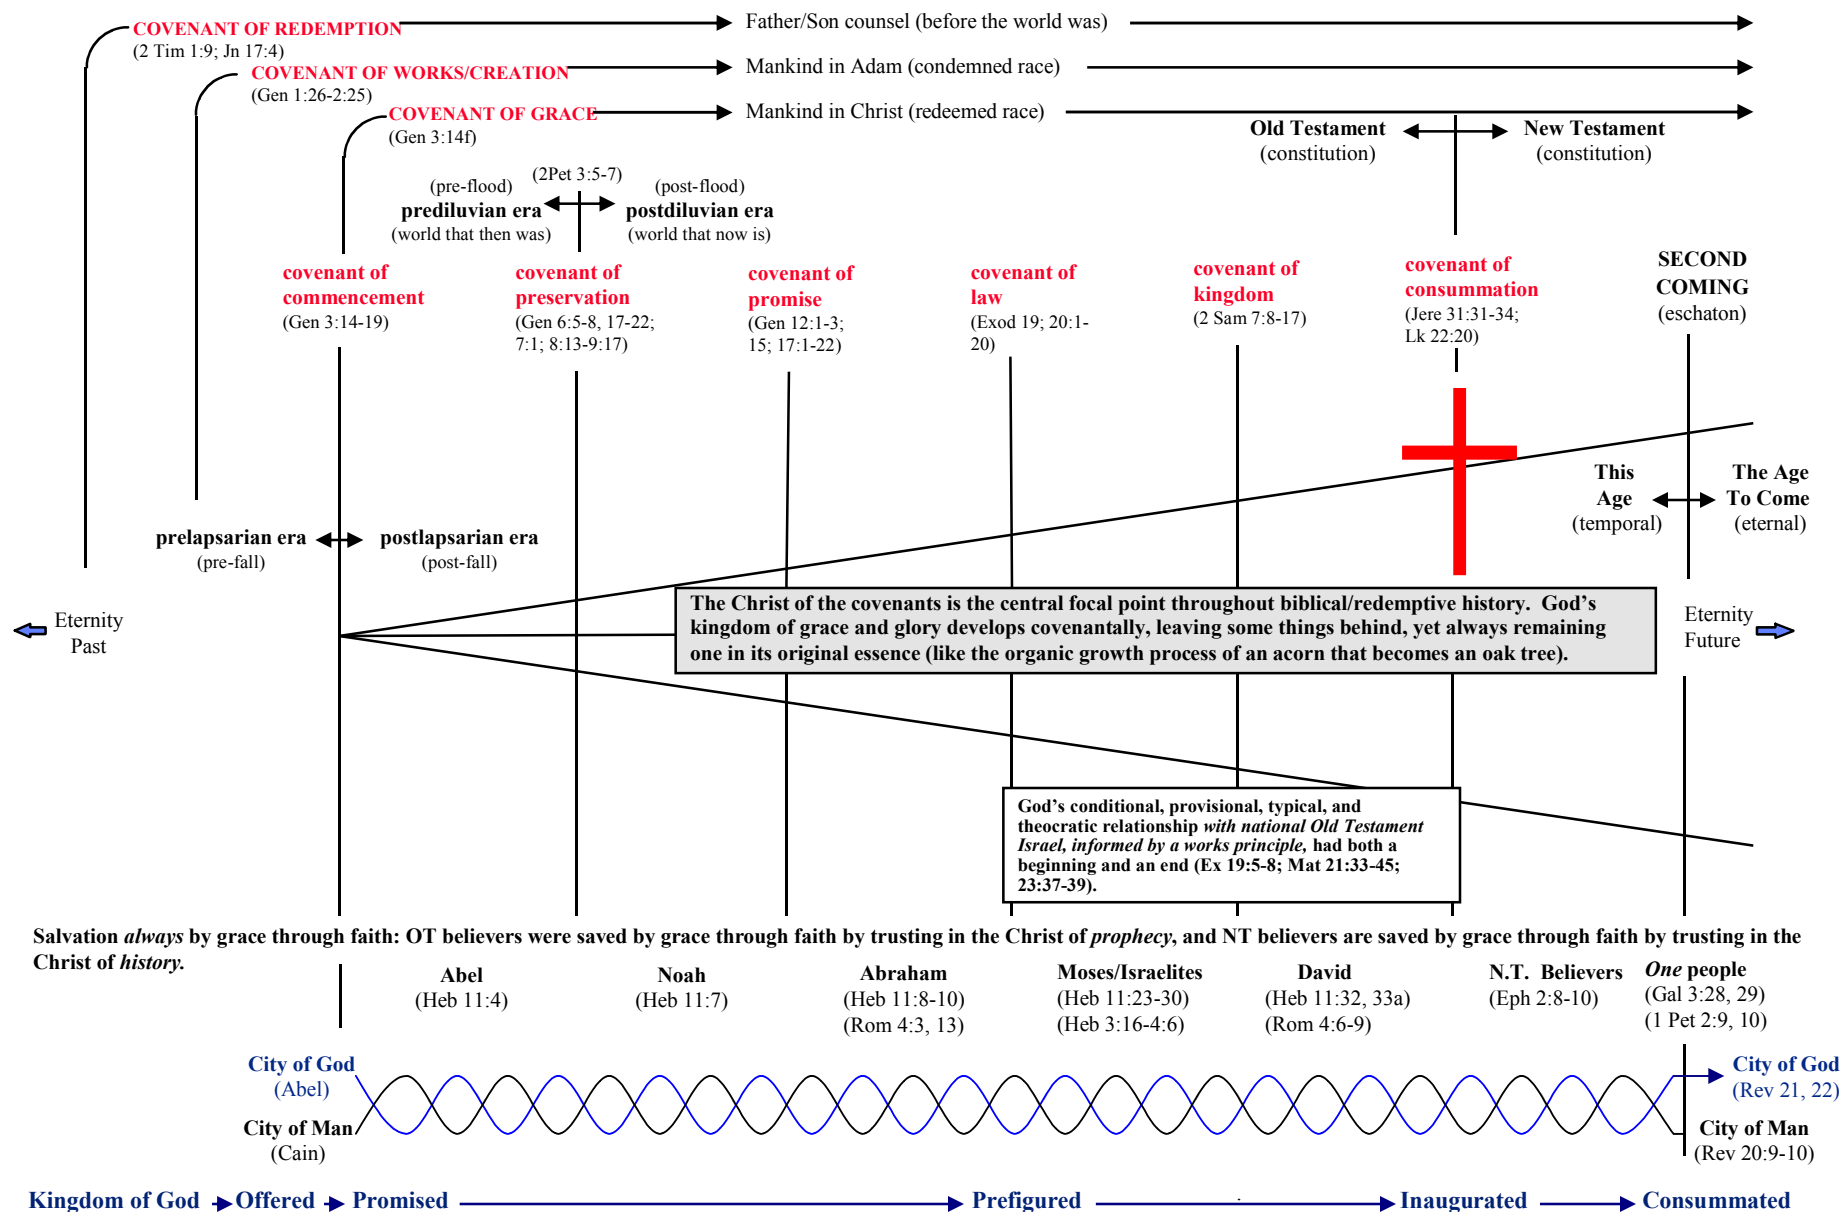 COVENANT OF REDEMPTION
(2 Tim 1:9; Jn 17:4)
Father/Son counsel (before the world was)
COVENANT OF WORKS/CREATION
(Gen 1:26-2:25)
Mankind in Adam (condemned race)
COVENANT OF GRACE
(Gen 3:14f)
Mankind in Christ (redeemed race)
Old Testament
(constitution)
New Testament
(constitution)
(2Pet 3:5-7)
(pre-flood)
prediluvian era
(world that then was)
(post-flood)
postdiluvian era
(world that now is)
covenant of
commencement
(Gen 3:14-19)
covenant of
preservation
(Gen 6:5-8, 17-22;
7:1; 8:13-9:17)
covenant of
promise
(Gen 12:1-3;
15; 17:1-22)
covenant of
law
(Exod 19; 20:1-
20)
covenant of
kingdom
(2 Sam 7:8-17)
covenant of
consummation
(Jere 31:31-34;
Lk 22:20)
SECOND
COMING
(eschaton)
This
Age
(temporal)
The Age
To Come
(eternal)
prelapsarian era
(pre-fall)
postlapsarian era
(post-fall)
Eternity
Past
The Christ of the covenants is the central focal point throughout biblical/redemptive history.  God's
kingdom of grace and glory develops covenantally, leaving some things behind, yet always remaining
one in its original essence (like the organic growth process of an acorn that becomes an oak tree).
Eternity
Future
God's conditional, provisional, typical, and
theocratic relationship with national Old Testament
Israel, informed by a works principle, had both a
beginning and an end (Ex 19:5-8; Mat 21:33-45;
23:37-39).
Salvation always by grace through faith: OT believers were saved by grace through faith by trusting in the Christ of prophecy, and NT believers are saved by grace through faith by trusting in the
Christ of history.
Abel
(Heb 11:4)
Noah
(Heb 11:7)
Abraham
(Heb 11:8-10)
(Rom 4:3, 13)
Moses/Israelites
(Heb 11:23-30)
(Heb 3:16-4:6)
David
(Heb 11:32, 33a)
(Rom 4:6-9)
N.T. Believers
(Eph 2:8-10)
One people
(Gal 3:28, 29)
(1 Pet 2:9, 10)
City of God
(Abel)
City of Man
(Cain)
City of God
(Rev 21, 22)
City of Man
(Rev 20:9-10)
Kingdom of God Offered Promised Prefigured Inaugurated Consummated